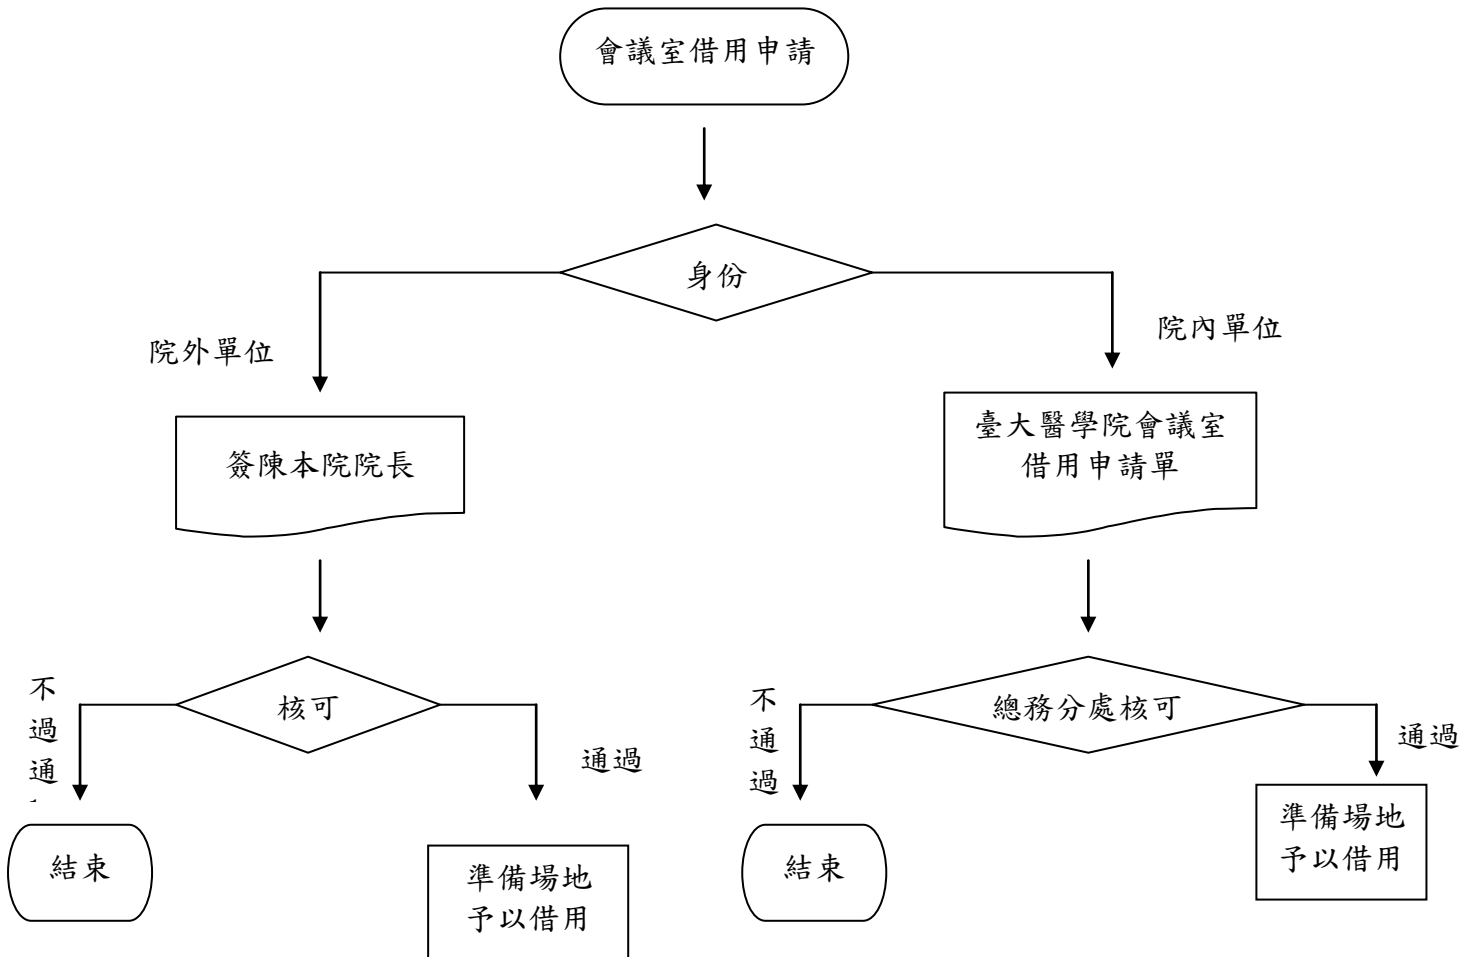 會議室借用申請
身份
院外單位
院內單位
簽陳本院院長
臺大醫學院會議室
借用申請單
不
過
通
核可
通過
不
通
過
總務分處核可
通過
結束
準備場地
予以借用
結束
準備場地
予以借用